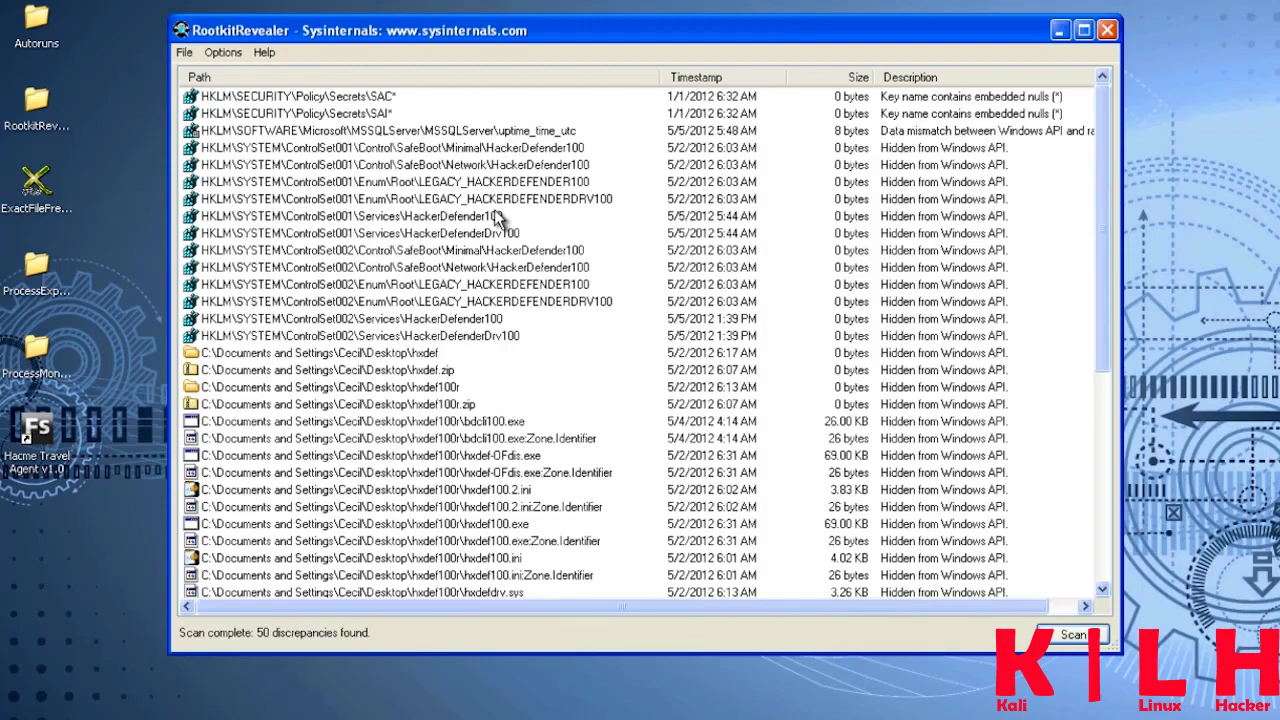 Autoruns
RootkitRev...
ExactFileFre...
ProcessExp...
ProcessMon...
Fs
Hacme Travel
Agent v1.0
RootkitRevealer - Sysinternals: www.sysinternals.com
File Options Help
Path Timestamp Size Description
HKLM\SECURITY\Policy\Secrets\SAC* 1/1/2012 6:32 AM 0 bytes Key name contains embedded nulls (*)
HKLM\SECURITY\Policy\Secrets\SAI* 1/1/2012 6:32 AM 0 bytes Key name contains embedded nulls (*)
HKLM\SOFTWARE\Microsoft\MSSQLServer\MSSQLServer\uptime_time_utc 5/5/2012 5:48 AM 8 bytes Data mismatch between Windows API and ra
HKLM\SYSTEM\ControlSet001\Control\SafeBoot\Minimal\HackerDefender100 5/2/2012 6:03 AM 0 bytes Hidden from Windows API.
HKLM\SYSTEM\ControlSet001\Control\SafeBoot\Network\HackerDefender100 5/2/2012 6:03 AM 0 bytes Hidden from Windows API.
HKLM\SYSTEM\ControlSet001\Enum\Root\LEGACY_HACKERDEFENDER100 5/2/2012 6:03 AM 0 bytes Hidden from Windows API.
HKLM\SYSTEM\ControlSet001\Enum\Root\LEGACY_HACKERDEFENDERDRV100 5/2/2012 6:03 AM 0 bytes Hidden from Windows API.
HKLM\SYSTEM\ControlSet001\Services\HackerDefender100 5/5/2012 5:44 AM 0 bytes Hidden from Windows API.
HKLM\SYSTEM\ControlSet001\Services\HackerDefenderDrv100 5/5/2012 5:44 AM 0 bytes Hidden from Windows API.
HKLM\SYSTEM\ControlSet002\Control\SafeBoot\Minimal\HackerDefender100 5/2/2012 6:03 AM 0 bytes Hidden from Windows API.
HKLM\SYSTEM\ControlSet002\Control\SafeBoot\Network\HackerDefender100 5/2/2012 6:03 AM 0 bytes Hidden from Windows API.
HKLM\SYSTEM\ControlSet002\Enum\Root\LEGACY_HACKERDEFENDER100 5/2/2012 6:03 AM 0 bytes Hidden from Windows API.
HKLM\SYSTEM\ControlSet002\Enum\Root\LEGACY_HACKERDEFENDERDRV100 5/2/2012 6:03 AM 0 bytes Hidden from Windows API.
HKLM\SYSTEM\ControlSet002\Services\HackerDefender100 5/5/2012 1:39 PM 0 bytes Hidden from Windows API.
HKLM\SYSTEM\ControlSet002\Services\HackerDefenderDrv100 5/5/2012 1:39 PM 0 bytes Hidden from Windows API.
C:\Documents and Settings\Cecil\Desktop\hxdef 5/2/2012 6:17 AM 0 bytes Hidden from Windows API.
C:\Documents and Settings\Cecil\Desktop\hxdef.zip 5/2/2012 6:07 AM 0 bytes Hidden from Windows API.
C:\Documents and Settings\Cecil\Desktop\hxdef100r 5/2/2012 6:13 AM 0 bytes Hidden from Windows API.
C:\Documents and Settings\Cecil\Desktop\hxdef100r.zip 5/2/2012 6:07 AM 0 bytes Hidden from Windows API.
C:\Documents and Settings\Cecil\Desktop\hxdef100r\bdcli100.exe 5/4/2012 4:14 AM 26.00 KB Hidden from Windows API.
C:\Documents and Settings\Cecil\Desktop\hxdef100r\bdcli100.exe:Zone.Identifier 5/4/2012 4:14 AM 26 bytes Hidden from Windows API.
C:\Documents and Settings\Cecil\Desktop\hxdef100r\hxdef-OFdis.exe 5/2/2012 6:31 AM 69.00 KB Hidden from Windows API.
C:\Documents and Settings\Cecil\Desktop\hxdef100r\hxdef-OFdis.exe:Zone.Identifier 5/2/2012 6:31 AM 26 bytes Hidden from Windows API.
C:\Documents and Settings\Cecil\Desktop\hxdef100r\hxdef100.2.ini 5/2/2012 6:02 AM 3.83 KB Hidden from Windows API.
C:\Documents and Settings\Cecil\Desktop\hxdef100r\hxdef100.2.ini:Zone.Identifier 5/2/2012 6:02 AM 26 bytes Hidden from Windows API.
C:\Documents and Settings\Cecil\Desktop\hxdef100r\hxdef100.exe 5/2/2012 6:31 AM 69.00 KB Hidden from Windows API.
C:\Documents and Settings\Cecil\Desktop\hxdef100r\hxdef100.exe:Zone.Identifier 5/2/2012 6:31 AM 26 bytes Hidden from Windows API.
C:\Documents and Settings\Cecil\Desktop\hxdef100r\hxdef100.ini 5/2/2012 6:01 AM 4.02 KB Hidden from Windows API.
C:\Documents and Settings\Cecil\Desktop\hxdef100r\hxdef100.ini:Zone.Identifier 5/2/2012 6:01 AM 26 bytes Hidden from Windows API.
C:\Documents and Settings\Cecil\Desktop\hxdef100r\hxdefdrv.sys 5/2/2012 6:13 AM 3.26 KB Hidden from Windows API.
Scan complete: 50 discrepancies found.
Scan
K | L H
Kali Linux Hacker